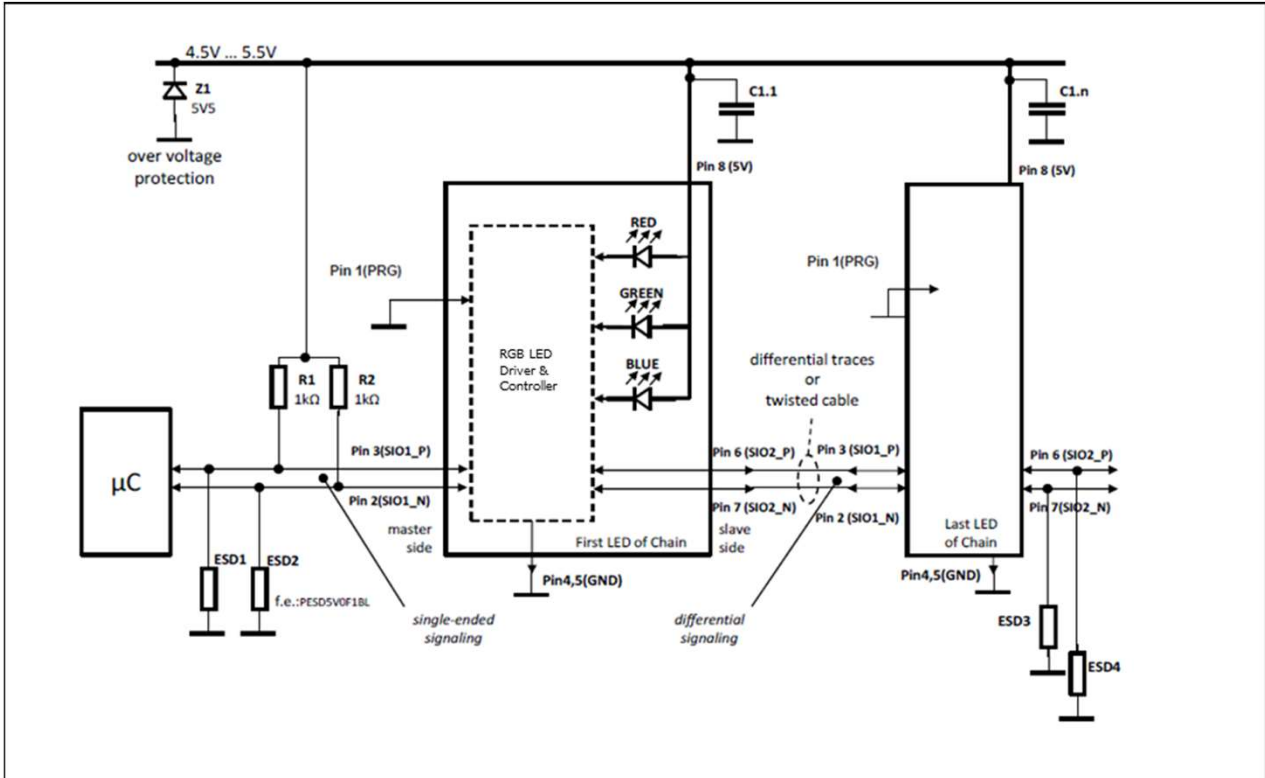 4.5V ... 5.5V
Z1
5V5
over voltage
protection
C1.1
C1.n
Pin 8 (5V)
Pin 8 (5V)
RED
GREEN
BLUE
Pin 1(PRG)
Pin 1(PRG)
RGB LED
Driver &
Controller
R1
1kΩ
R2
1kΩ
differential traces
or
twisted cable
μC
Pin 3(SIO1_P)
Pin 2(SIO1_N)
Pin 6 (SIO2_P)
Pin 3 (SIO1_P)
Pin 7 (SIO2_N)
Pin 2 (SIO1_N)
Pin 6 (SIO2_P)
Pin 7(SIO2_N)
master
side
First LED of Chain
slave
side
Last LED
of Chain
ESD1
ESD2
f.e.:PESD5V0F1BL
Pin4,5(GND)
Pin4,5(GND)
single-ended
signaling
differential
signaling
ESD3
ESD4